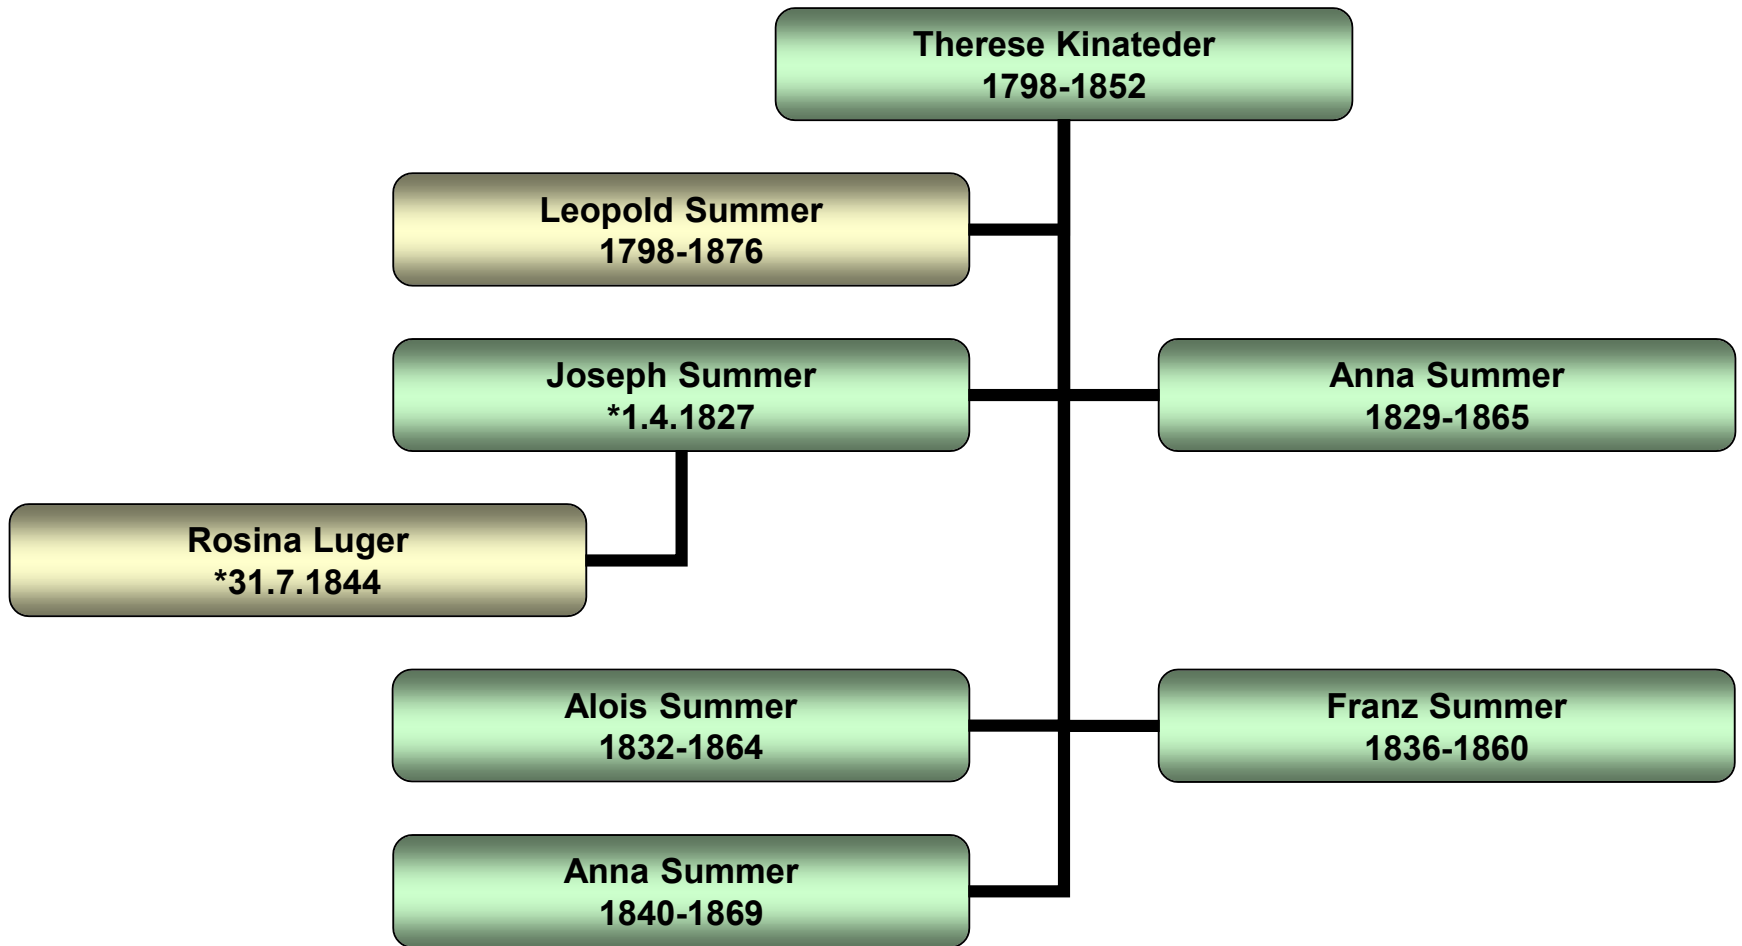 Therese Kinateder
1798-1852
Leopold Summer
1798-1876
Joseph Summer
*1.4.1827
Anna Summer
1829-1865
Rosina Luger
*31.7.1844
Alois Summer
1832-1864
Franz Summer
1836-1860
Anna Summer
1840-1869